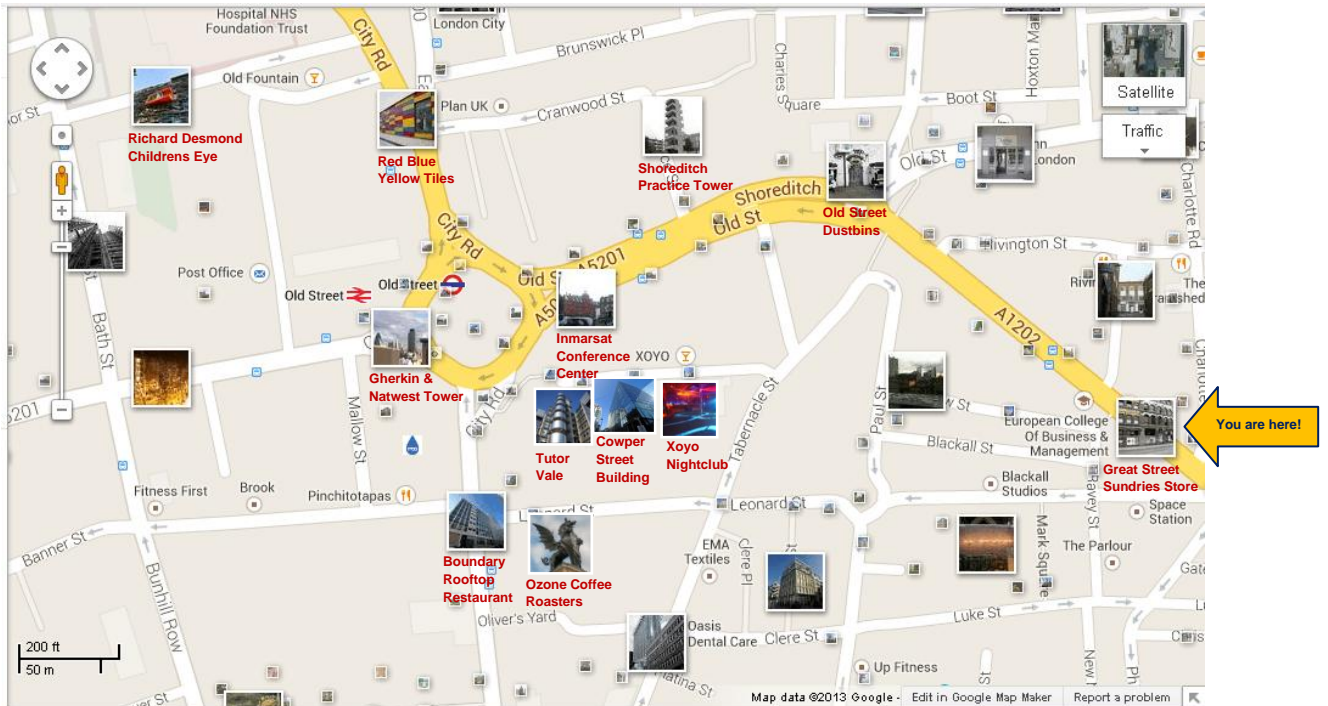 Hospital NHS
Foundation Trust
City Rd
London City
Brunswick Pl
Hoxton
Charles Square
Satellite
Traffic
Old Fountain
Plan UK
Cranwood St
Boot St
Richard Desmond
Childrens Eye
Red Blue
Yellow Tiles
Shoreditch
Practice Tower
Old St
London
Shoreditch
Old St
Old Street
Dustbins
Charlotte Rd
City Rd
Rivington St
Post Office
Old Street
Old Street
A5201
Old St
The
A1202
Bath St
Inmarsat
Conference
Center
XOYO
Gherkin &
Natwest Tower
Mallow St
City Rd
Tabernacle St
Paul St
Tutor
Vale
Cowper
Street
Building
Xoyo
Nightclub
European College
Of Business &
Management
Blackall St
You are here!
Great Street
Sundries Store
Fitness First
Brook
Pinchitotapas
Leonard St
Leonard St
Blackall
Studios
Space
Station
Mark Square
The Parlour
Banner St
Bunhill Row
Boundary
Rooftop
Restaurant
Ozone Coffee
Roasters
EMA
Textiles
Clere Pl
Oliver's Yard
Oasis
Dental Care
Clere St
Luke St
200 ft
50 m
Up Fitness
Platina St
Map data ©2013 Google -
Edit in Google Map Maker
Report a problem